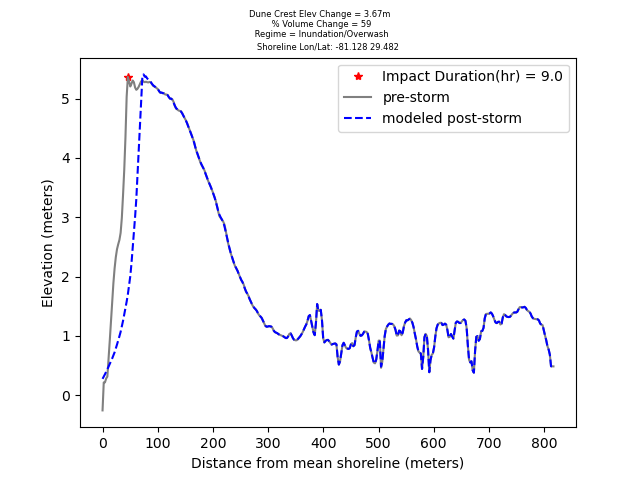 Dune Crest Elev Change = 3.67m
% Volume Change = 59
Regime = Inundation/Overwash
Shoreline Lon/Lat: -81.128 29.482
Impact Duration(hr) = 9.0
pre-storm
modeled post-storm
Elevation (meters)
5
4
3
2
1
0
0 100 200 300 400 500 600 700 800
Distance from mean shoreline (meters)